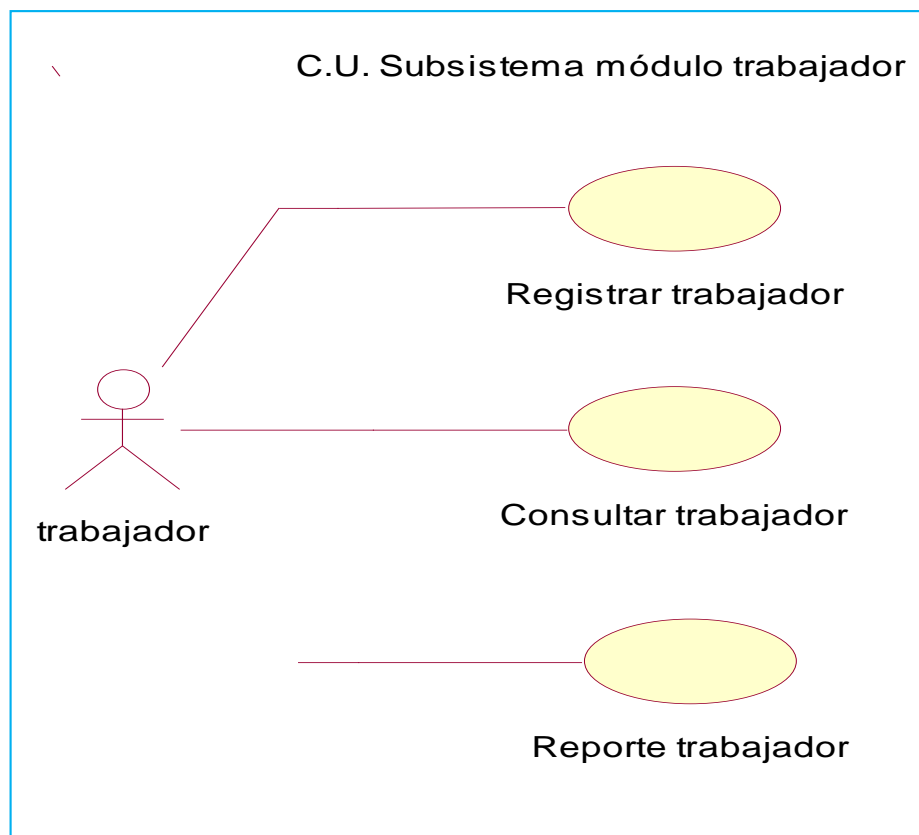 C.U. Subsistema módulo trabajador
Registrar trabajador
Consultar trabajador
trabajador
Reporte trabajador